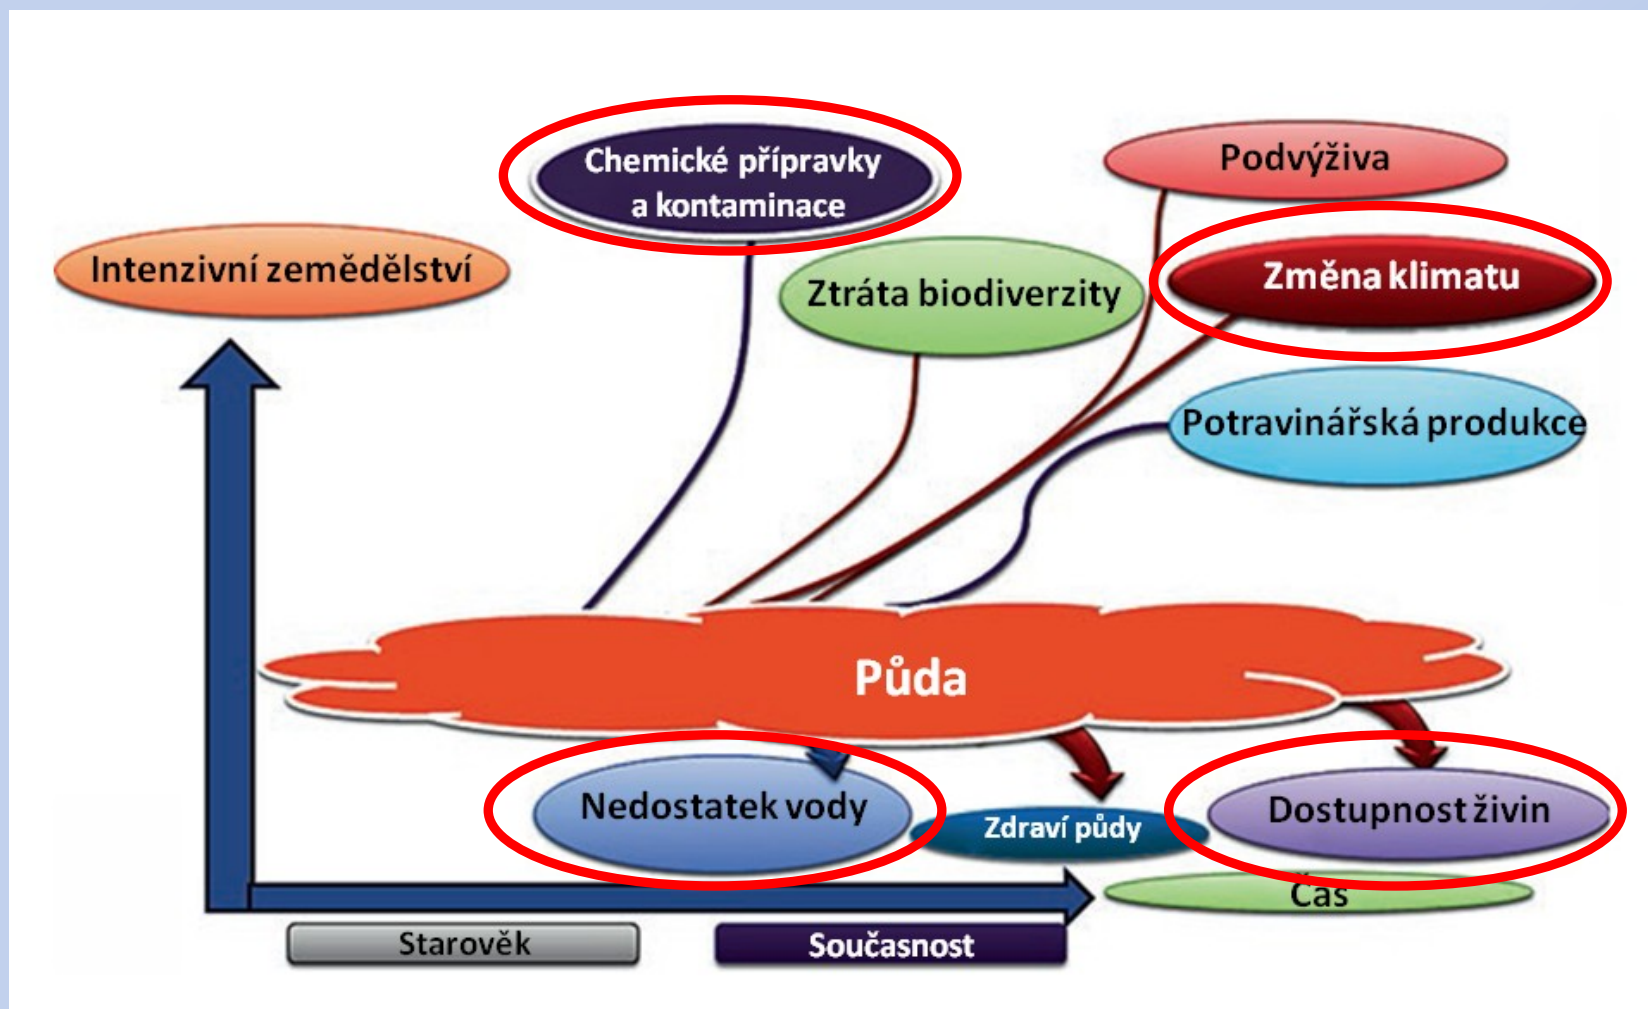 Chemické přípravky
a kontaminace
Podvýživa
Intenzivní zemědělství
Ztráta biodiverzity
Změna klimatu
Potravinářská produkce
Půda
Nedostatek vody
Zdraví půdy
Dostupnost živin
Čas
Starověk
Současnost